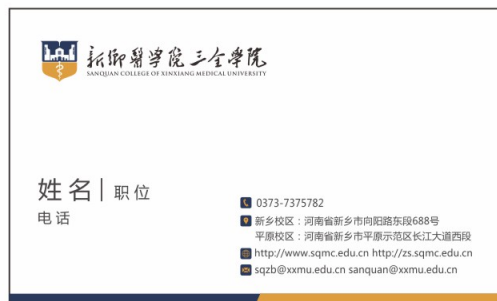 新乡医学院三全学院
SANQUAN COLLEGE OF XINXIANG MEDICAL UNIVERSITY
姓名 | 职位
电话
0373-7375782
新乡校区：河南省新乡市向阳路东段688号
平原校区：河南省新乡市平原示范区长江大道西段
http://www.sqmc.edu.cn http://zs.sqmc.edu.cn
sqzb@xxmu.edu.cn sanquan@xxmu.edu.cn